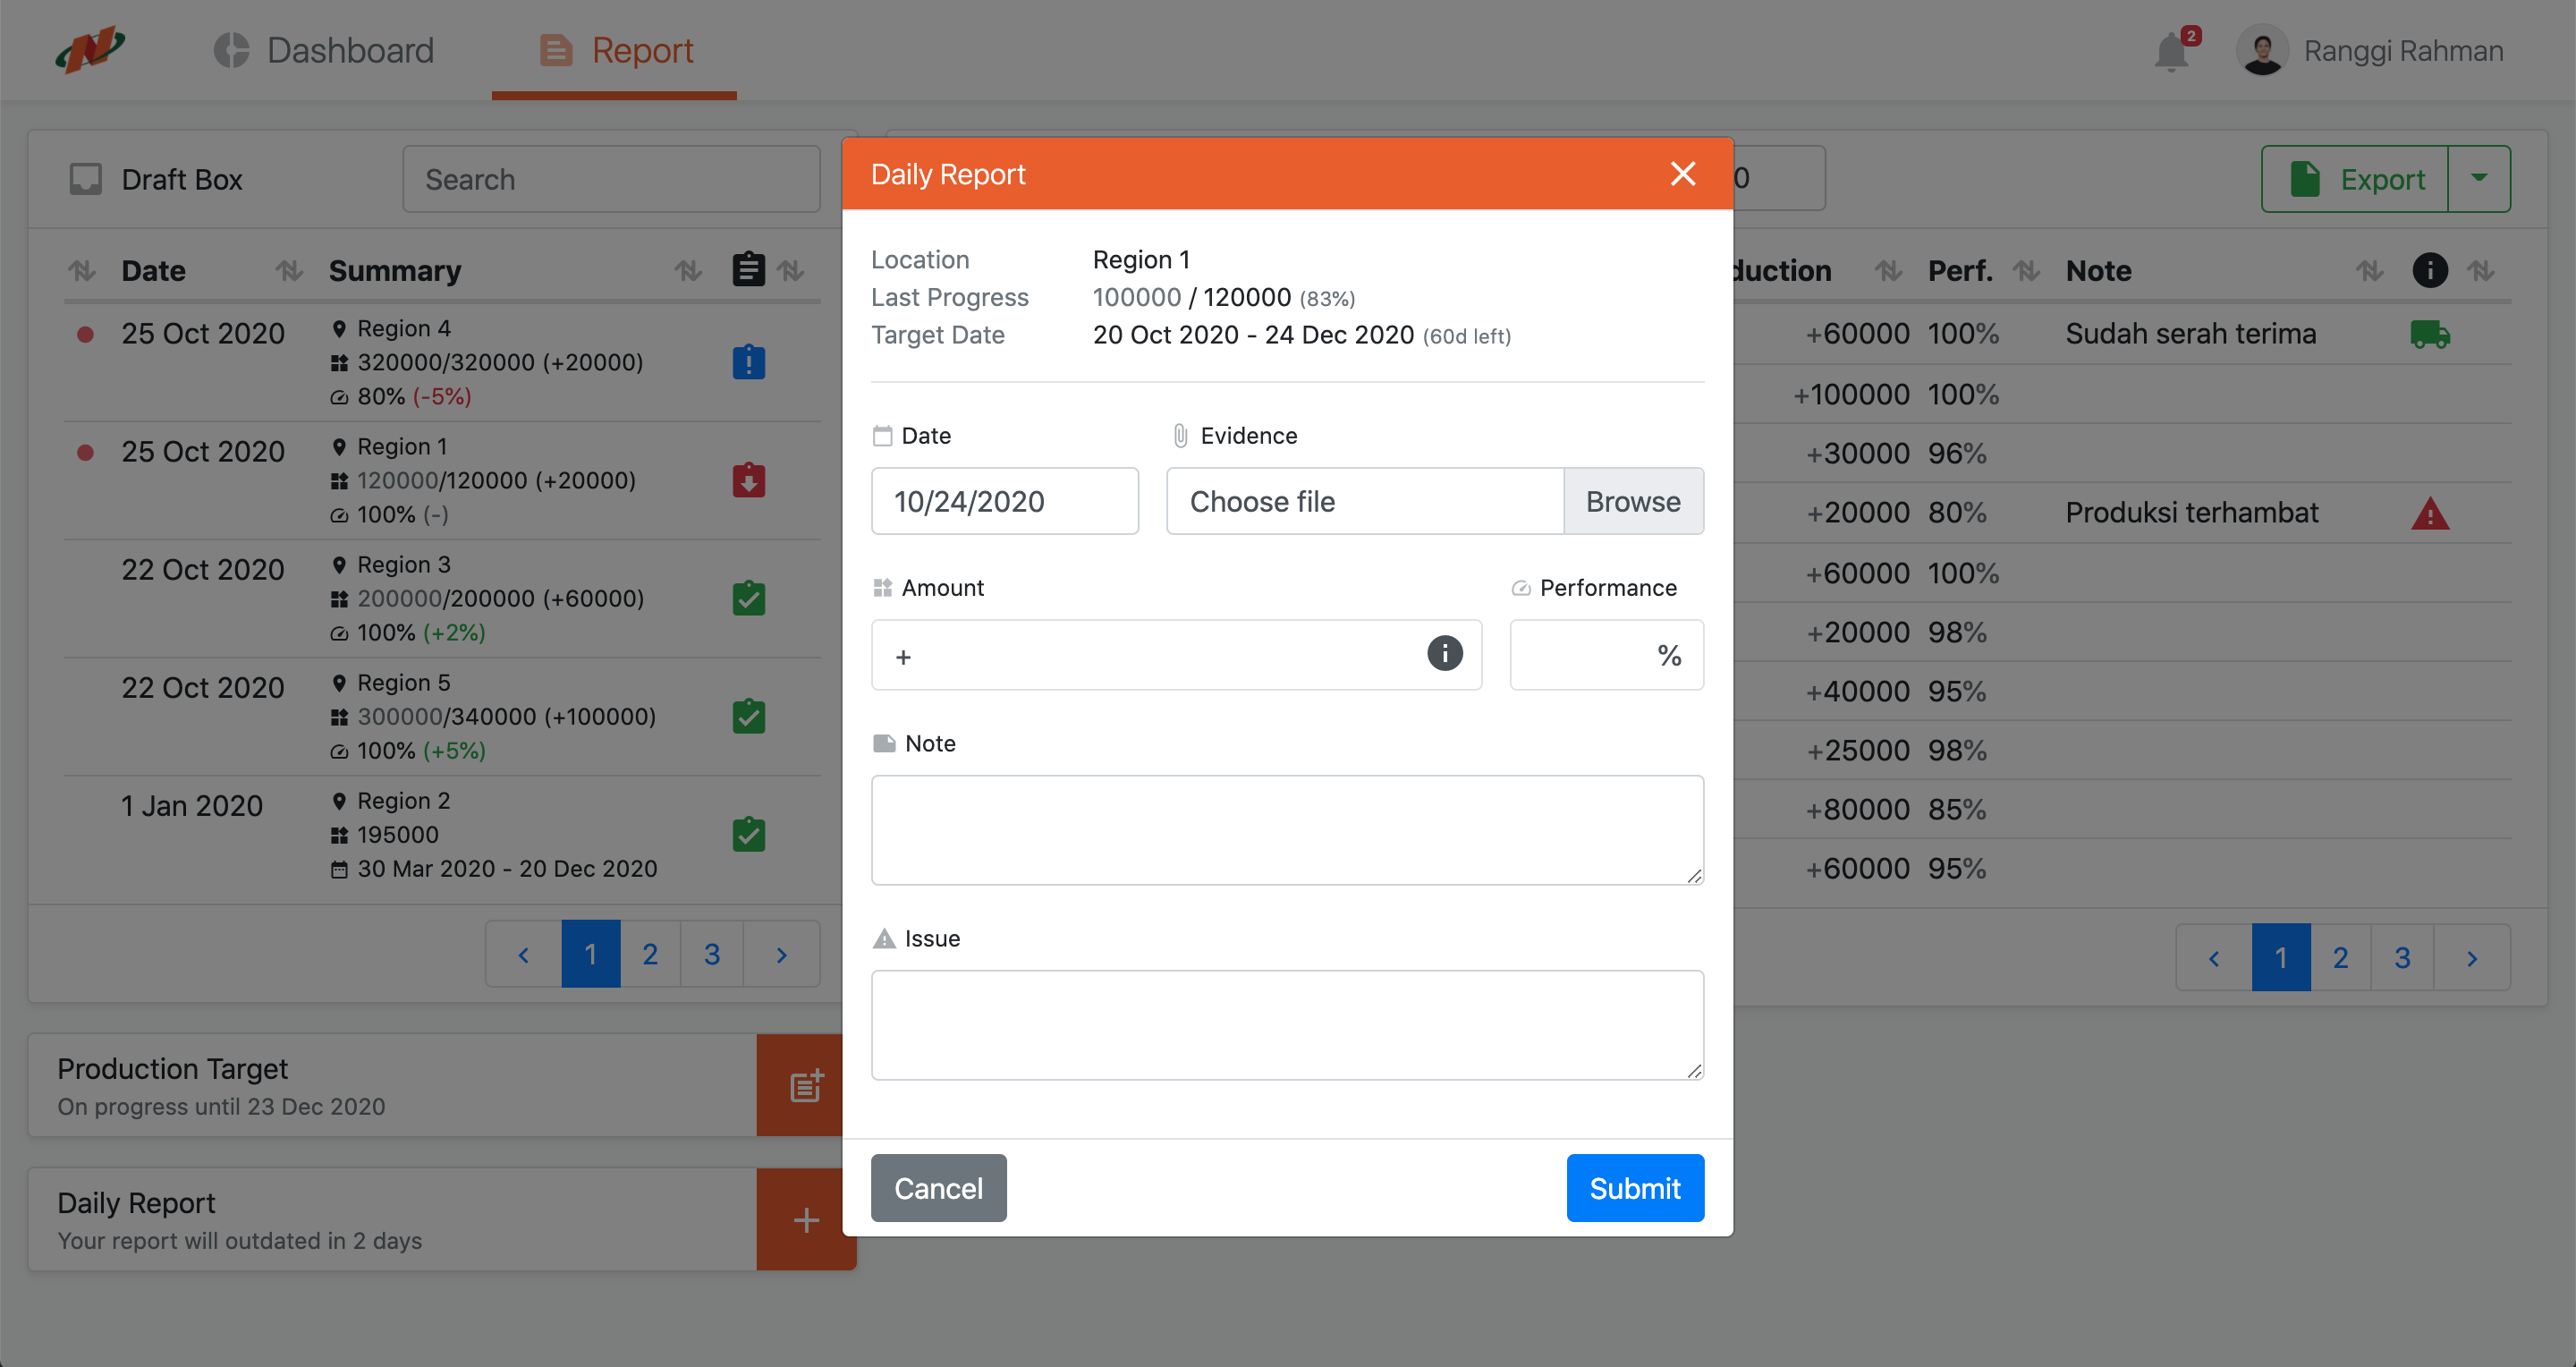 Dashboard
Report
2
Ranggi Rahman
Draft Box
Search
Date
Summary
25 Oct 2020
Region 4
320000/320000 (+20000)
80% (-5%)
25 Oct 2020
Region 1
120000/120000 (+20000)
100% (-)
22 Oct 2020
Region 3
200000/200000 (+60000)
100% (+2%)
22 Oct 2020
Region 5
300000/340000 (+100000)
100% (+5%)
1 Jan 2020
Region 2
195000
30 Mar 2020 - 20 Dec 2020
‹ 1 2 3 ›
Production Target
On progress until 23 Dec 2020
Daily Report
Your report will outdated in 2 days
+
Daily Report
Location Region 1
Last Progress 100000 / 120000 (83%)
Target Date 20 Oct 2020 - 24 Dec 2020 (60d left)
Date
10/24/2020
Evidence
Choose file Browse
Amount
+
Performance
%
Note
Issue
Cancel
Submit
0
Export
duction Perf. Note
+60000 100% Sudah serah terima
+100000 100%
+30000 96%
+20000 80% Produksi terhambat
+60000 100%
+20000 98%
+40000 95%
+25000 98%
+80000 85%
+60000 95%
‹ 1 2 3 ›